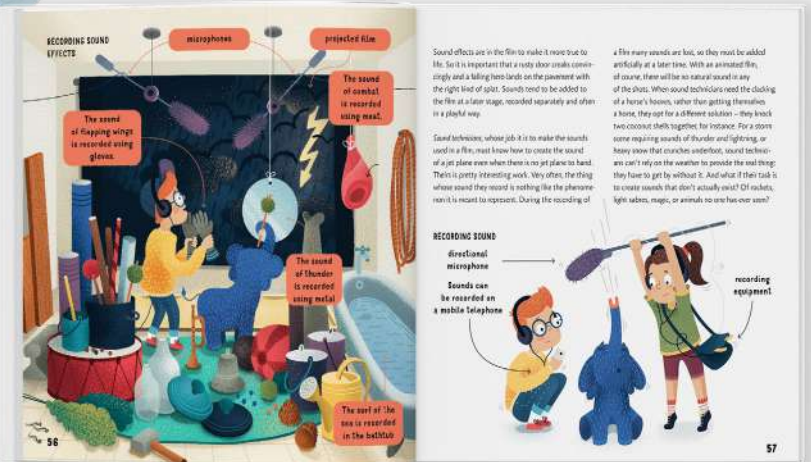 RECORDING SOUND
EFFECTS
microphones
projected film
The sound
of combat
is recorded
using meat.
The sound
of flapping wings
is recorded using
gloves.
The sound
of thunder
is recorded
using metal
The surf of the
sea is recorded
in the bathtub
56
Sound effects are in the film to make it more true to
life. So it is important that a rusty door creaks convin-
cingly and a falling hero lands on the pavement with
the right kind of splat. Sounds tend to be added to
the film at a later stage, recorded separately and often
in a playful way.
Sound technicians, whose job it is to make the sounds
used in a film, must know how to create the sound
of a jet plane even when there is no jet plane to hand.
Theirs is pretty interesting work. Very often, the thing
whose sound they record is nothing like the phenome-
non it is meant to represent. During the recording of
a film many sounds are lost, so they must be added
artificially at a later time. With an animated film,
of course, there will be no natural sound in any
of the shots. When sound technicians need the clacking
of a horse's hooves, rather than getting themselves
a horse, they opt for a different solution – they knock
two coconut shells together, for instance. For a storm
scene requiring sounds of thunder and lightning, or
heavy snow that crunches underfoot, sound technici-
ans can't rely on the weather to provide the real thing:
they have to get by without it. And what if their task is
to create sounds that don't actually exist? Of rockets,
light sabres, magic, or animals no one has ever seen?
RECORDING SOUND
directional
microphone
Sounds can
be recorded on
a mobile telephone
recording
equipment
57